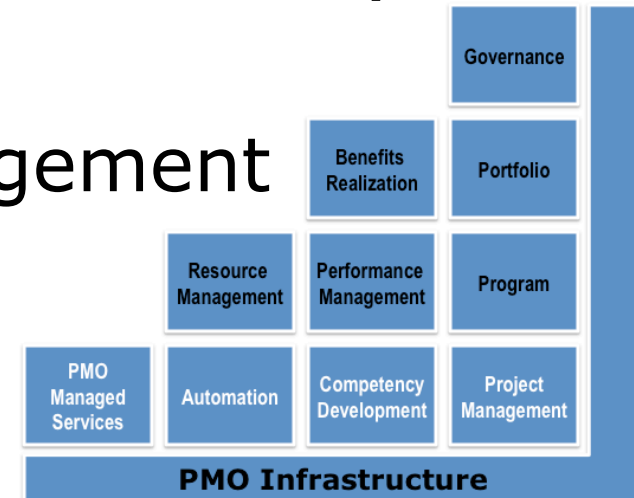 Governance
gement
Benefits
Realization
Portfolio
Resource
Management
Performance
Management
Program
PMO
Managed
Services
Automation
Competency
Development
Project
Management
PMO Infrastructure